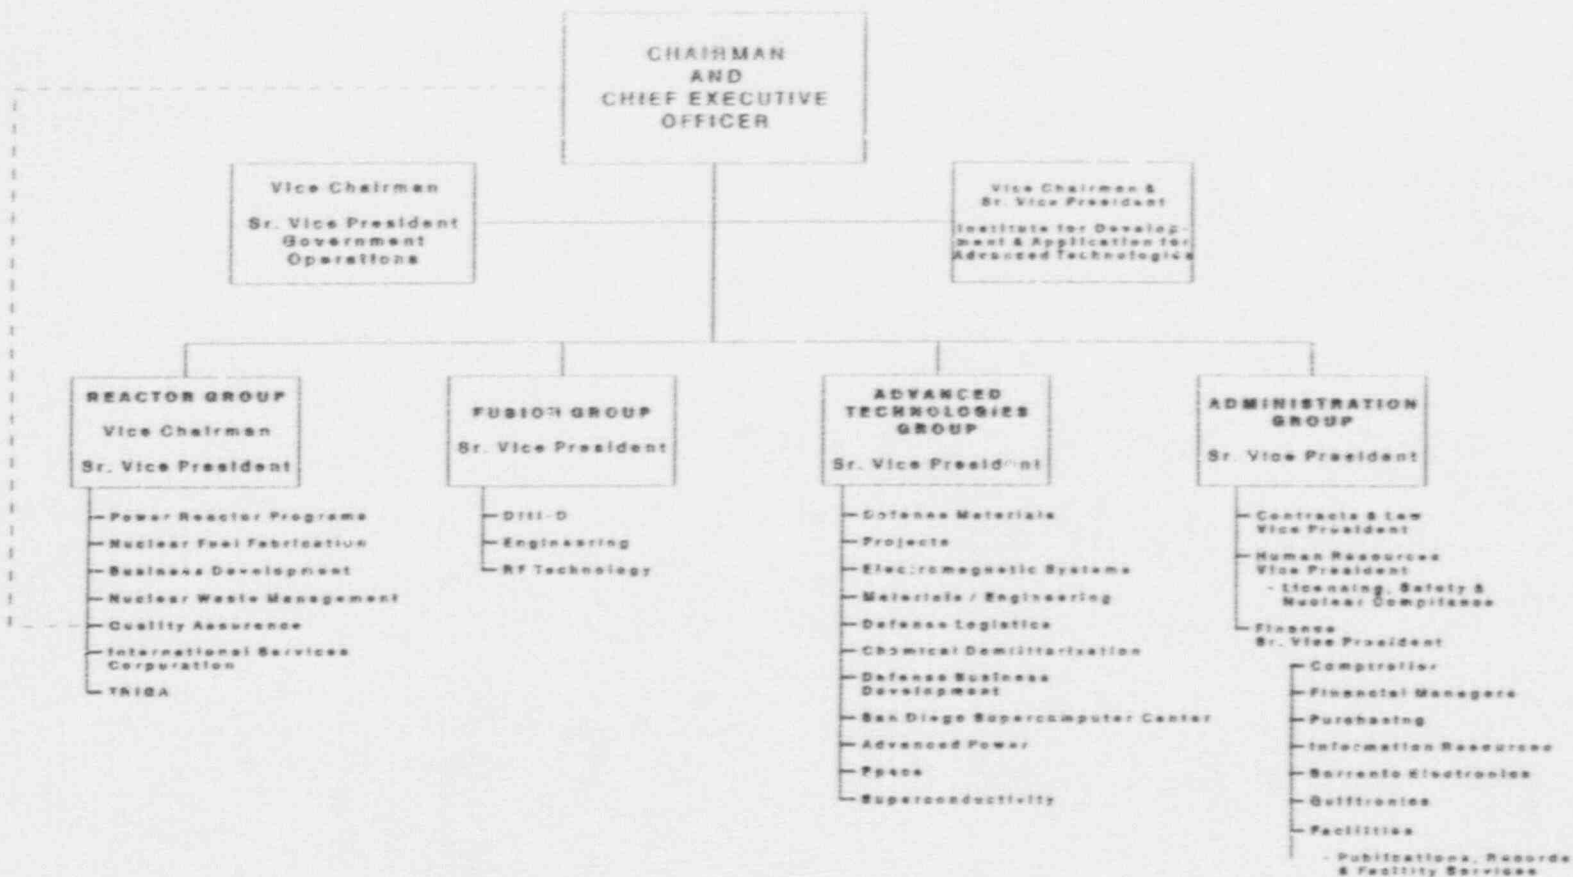 CHAIRMAN
AND
CHIEF EXECUTIVE
OFFICER
Vice Chairman
Sr. Vice President
Government
Operations
Vice Chairman &
Sr. Vice President
Institute for Develop-
ment & Application for
Advanced Technologies
REACTOR GROUP
Vice Chairman
Sr. Vice President
Power Reactor Programs
Nuclear Fuel Fabrication
Business Development
Nuclear Waste Management
Quality Assurance
International Services
Corporation
TRIGA
FUSION GROUP
Sr. Vice President
DIII-D
Engineering
RF Technology
ADVANCED
TECHNOLOGIES
GROUP
Sr. Vice President
Defense Materials
Projects
Electromagnetic Systems
Materials / Engineering
Defense Logistics
Chemical Demilitarization
Defense Business
Development
San Diego Supercomputer Center
Advanced Power
Space
Superconductivity
ADMINISTRATION
GROUP
Sr. Vice President
Contracts & Law
Vice President
Human Resources
Vice President
- Licensing, Safety &
Nuclear Compliance
Finance
Sr. Vice President
Comptroller
Financial Managers
Purchasing
Information Resources
Sorrento Electronics
Gulftronics
Facilities
- Publications, Records
& Facility Services